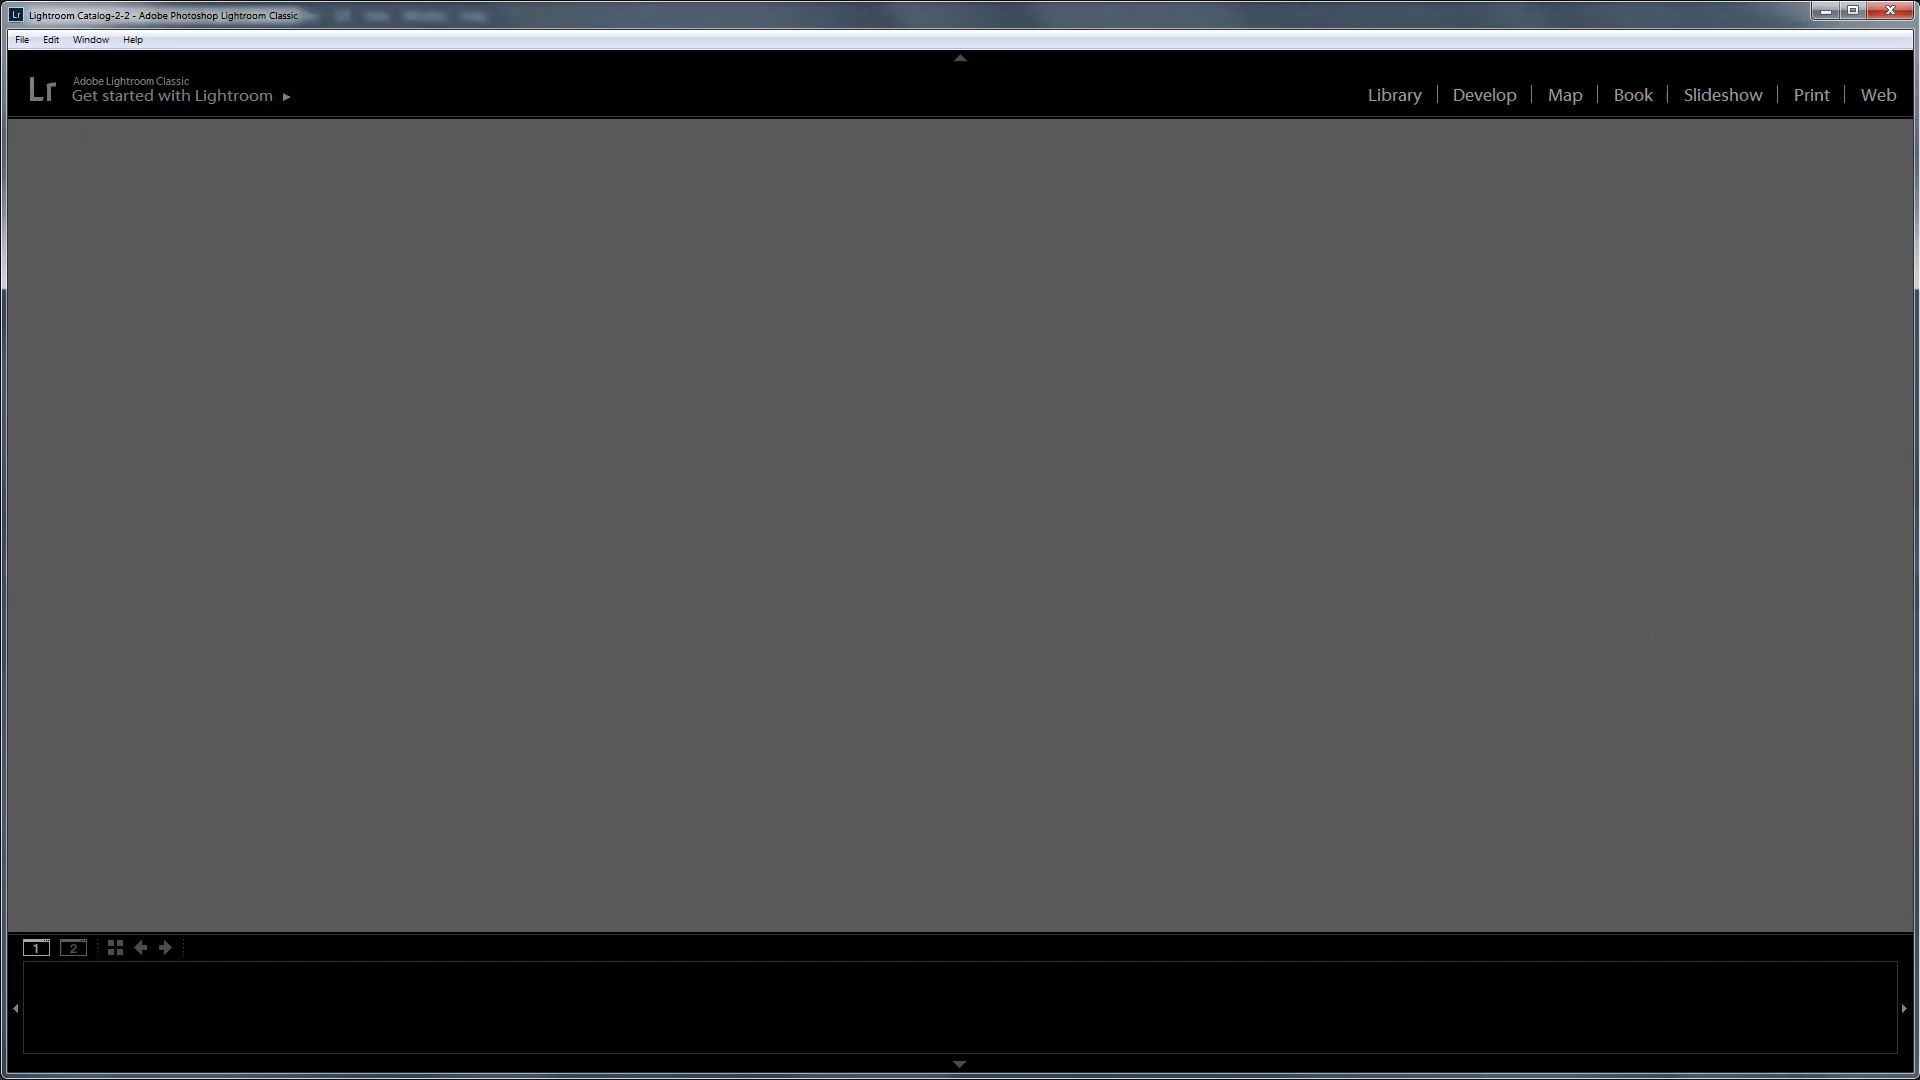 Lr Lightroom Catalog-2-2 - Adobe Photoshop Lightroom Classic
File Edit Window Help
Lr Adobe Lightroom Classic
Get started with Lightroom
Library | Develop | Map | Book | Slideshow | Print | Web
1 2